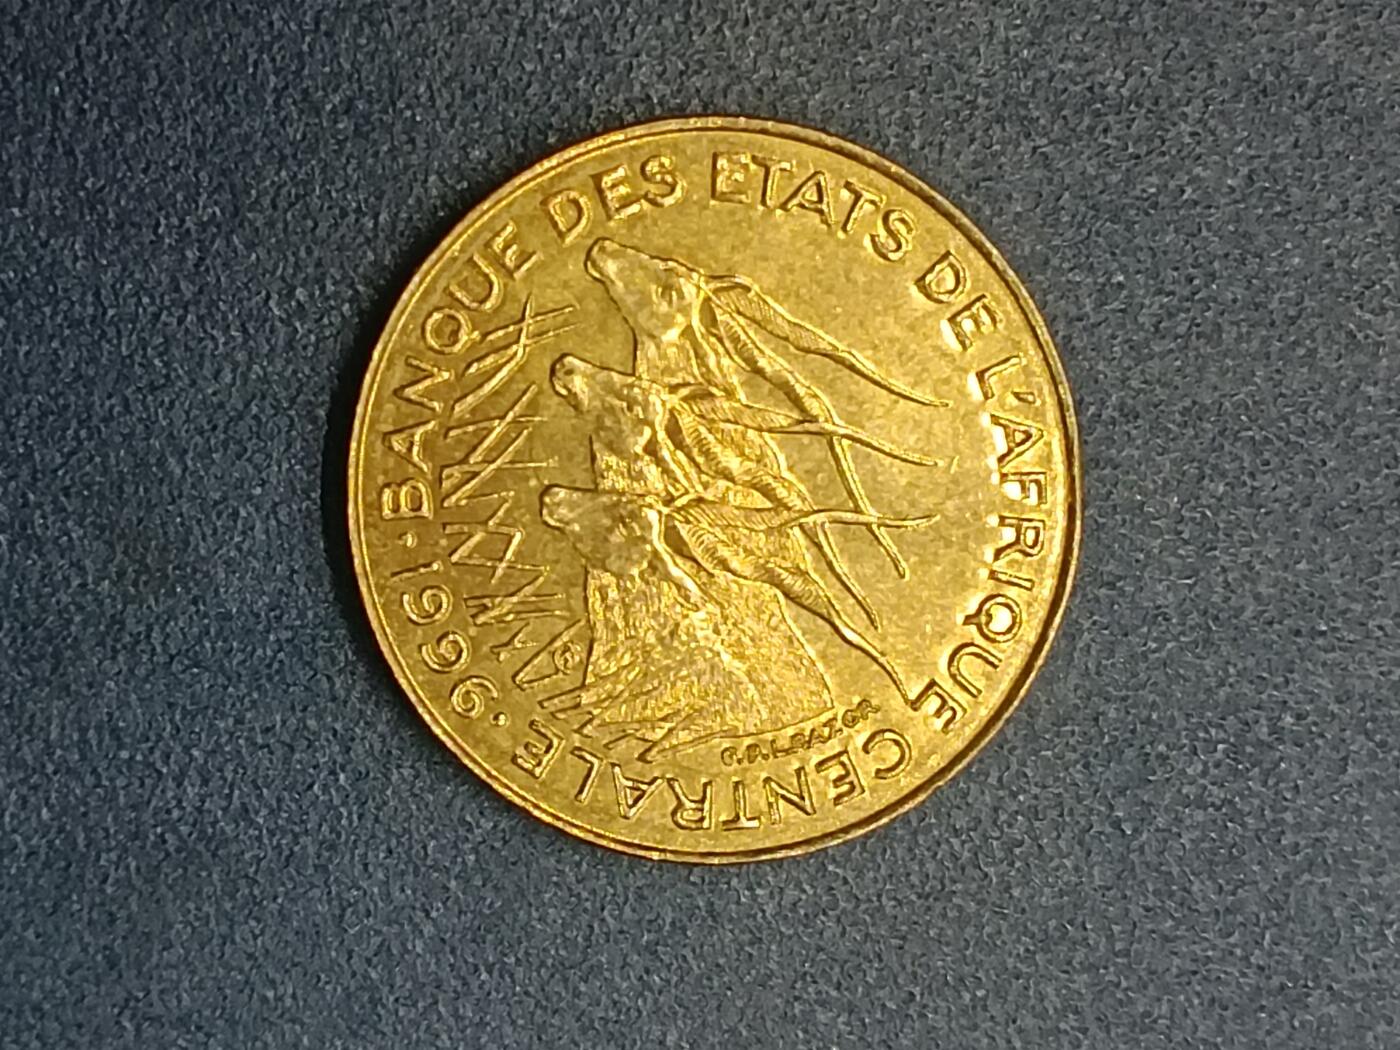 BANQUE DES ETATS DE L'AFRIQUE CENTRALE · 1996 ·